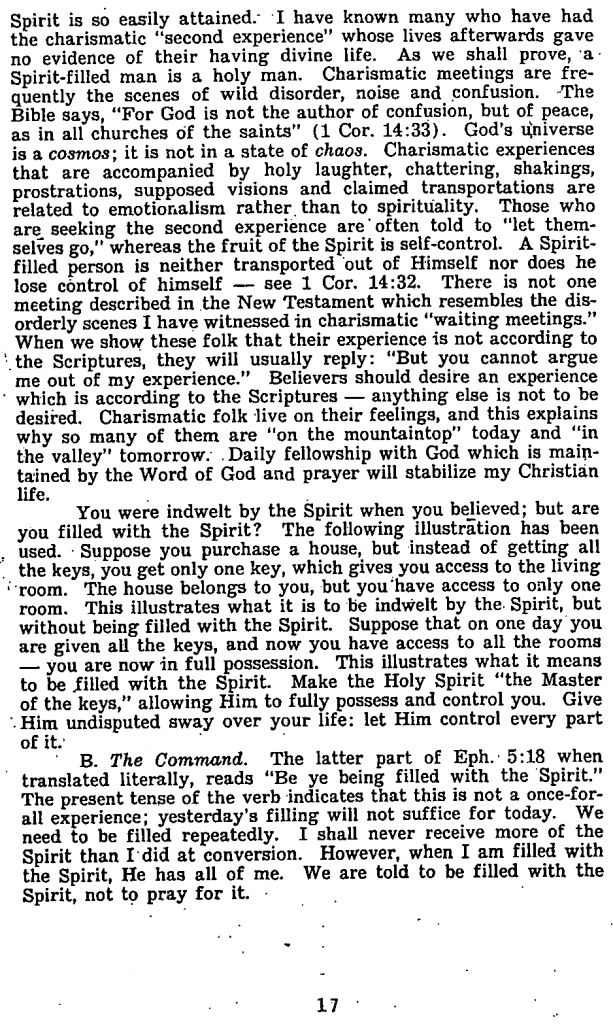 Spirit is so easily attained. I have known many who have had
the charismatic "second experience" whose lives afterwards gave
no evidence of their having divine life. As we shall prove, a
Spirit-filled man is a holy man. Charismatic meetings are fre-
quently the scenes of wild disorder, noise and confusion. The
Bible says, "For God is not the author of confusion, but of peace,
as in all churches of the saints" (1 Cor. 14:33). God's universe
is a cosmos; it is not in a state of chaos. Charismatic experiences
that are accompanied by holy laughter, chattering, shakings,
prostrations, supposed visions and claimed transportations are
related to emotionalism rather than to spirituality. Those who
are seeking the second experience are often told to "let them-
selves go," whereas the fruit of the Spirit is self-control. A Spirit-
filled person is neither transported out of Himself nor does he
lose control of himself — see 1 Cor. 14:32. There is not one
meeting described in the New Testament which resembles the dis-
orderly scenes I have witnessed in charismatic "waiting meetings."
When we show these folk that their experience is not according to
the Scriptures, they will usually reply: "But you cannot argue
me out of my experience." Believers should desire an experience
which is according to the Scriptures — anything else is not to be
desired. Charismatic folk live on their feelings, and this explains
why so many of them are "on the mountaintop" today and "in
the valley" tomorrow. Daily fellowship with God which is main-
tained by the Word of God and prayer will stabilize my Christian
life.
You were indwelt by the Spirit when you believed; but are
you filled with the Spirit? The following illustration has been
used. Suppose you purchase a house, but instead of getting all
the keys, you get only one key, which gives you access to the living
room. The house belongs to you, but you have access to only one
room. This illustrates what it is to be indwelt by the Spirit, but
without being filled with the Spirit. Suppose that on one day you
are given all the keys, and now you have access to all the rooms
— you are now in full possession. This illustrates what it means
to be filled with the Spirit. Make the Holy Spirit "the Master
of the keys," allowing Him to fully possess and control you. Give
Him undisputed sway over your life: let Him control every part
of it.
B. The Command. The latter part of Eph. 5:18 when
translated literally, reads "Be ye being filled with the Spirit."
The present tense of the verb indicates that this is not a once-for-
all experience; yesterday's filling will not suffice for today. We
need to be filled repeatedly. I shall never receive more of the
Spirit than I did at conversion. However, when I am filled with
the Spirit, He has all of me. We are told to be filled with the
Spirit, not to pray for it.
17